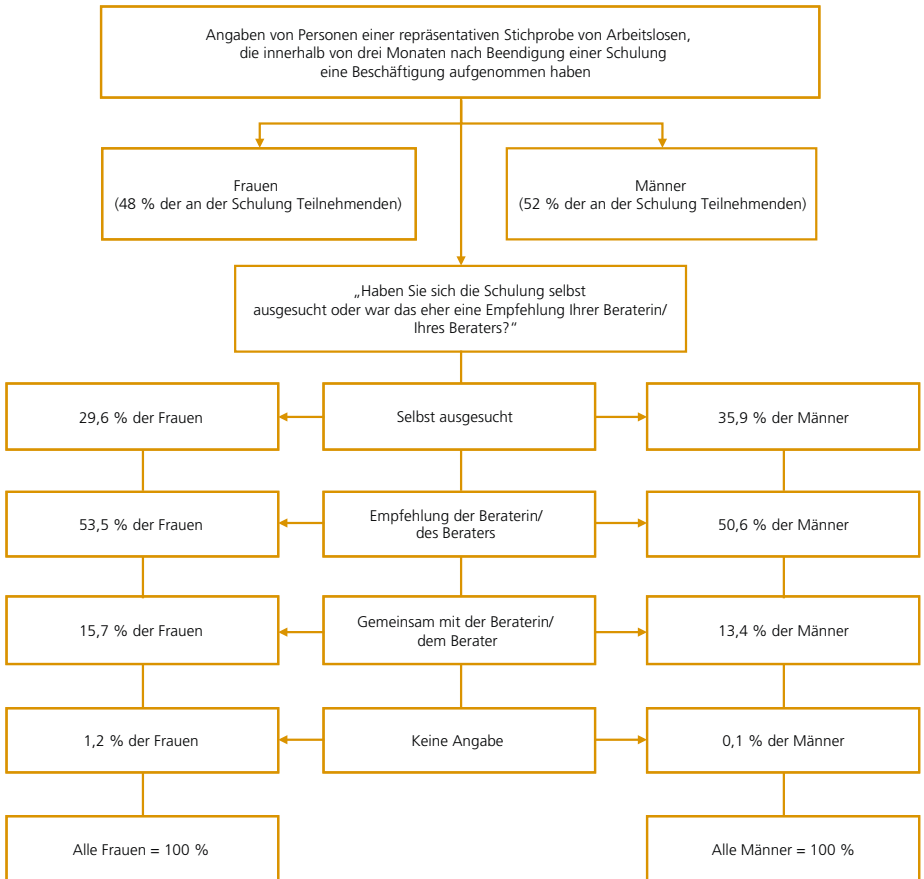 Angaben von Personen einer repräsentativen Stichprobe von Arbeitslosen,
die innerhalb von drei Monaten nach Beendigung einer Schulung
eine Beschäftigung aufgenommen haben
Frauen
(48 % der an der Schulung Teilnehmenden)
Männer
(52 % der an der Schulung Teilnehmenden)
„Haben Sie sich die Schulung selbst
ausgesucht oder war das eher eine Empfehlung Ihrer Beraterin/
Ihres Beraters?“
29,6 % der Frauen
Selbst ausgesucht
35,9 % der Männer
53,5 % der Frauen
Empfehlung der Beraterin/
des Beraters
50,6 % der Männer
15,7 % der Frauen
Gemeinsam mit der Beraterin/
dem Berater
13,4 % der Männer
1,2 % der Frauen
Keine Angabe
0,1 % der Männer
Alle Frauen = 100 %
Alle Männer = 100 %